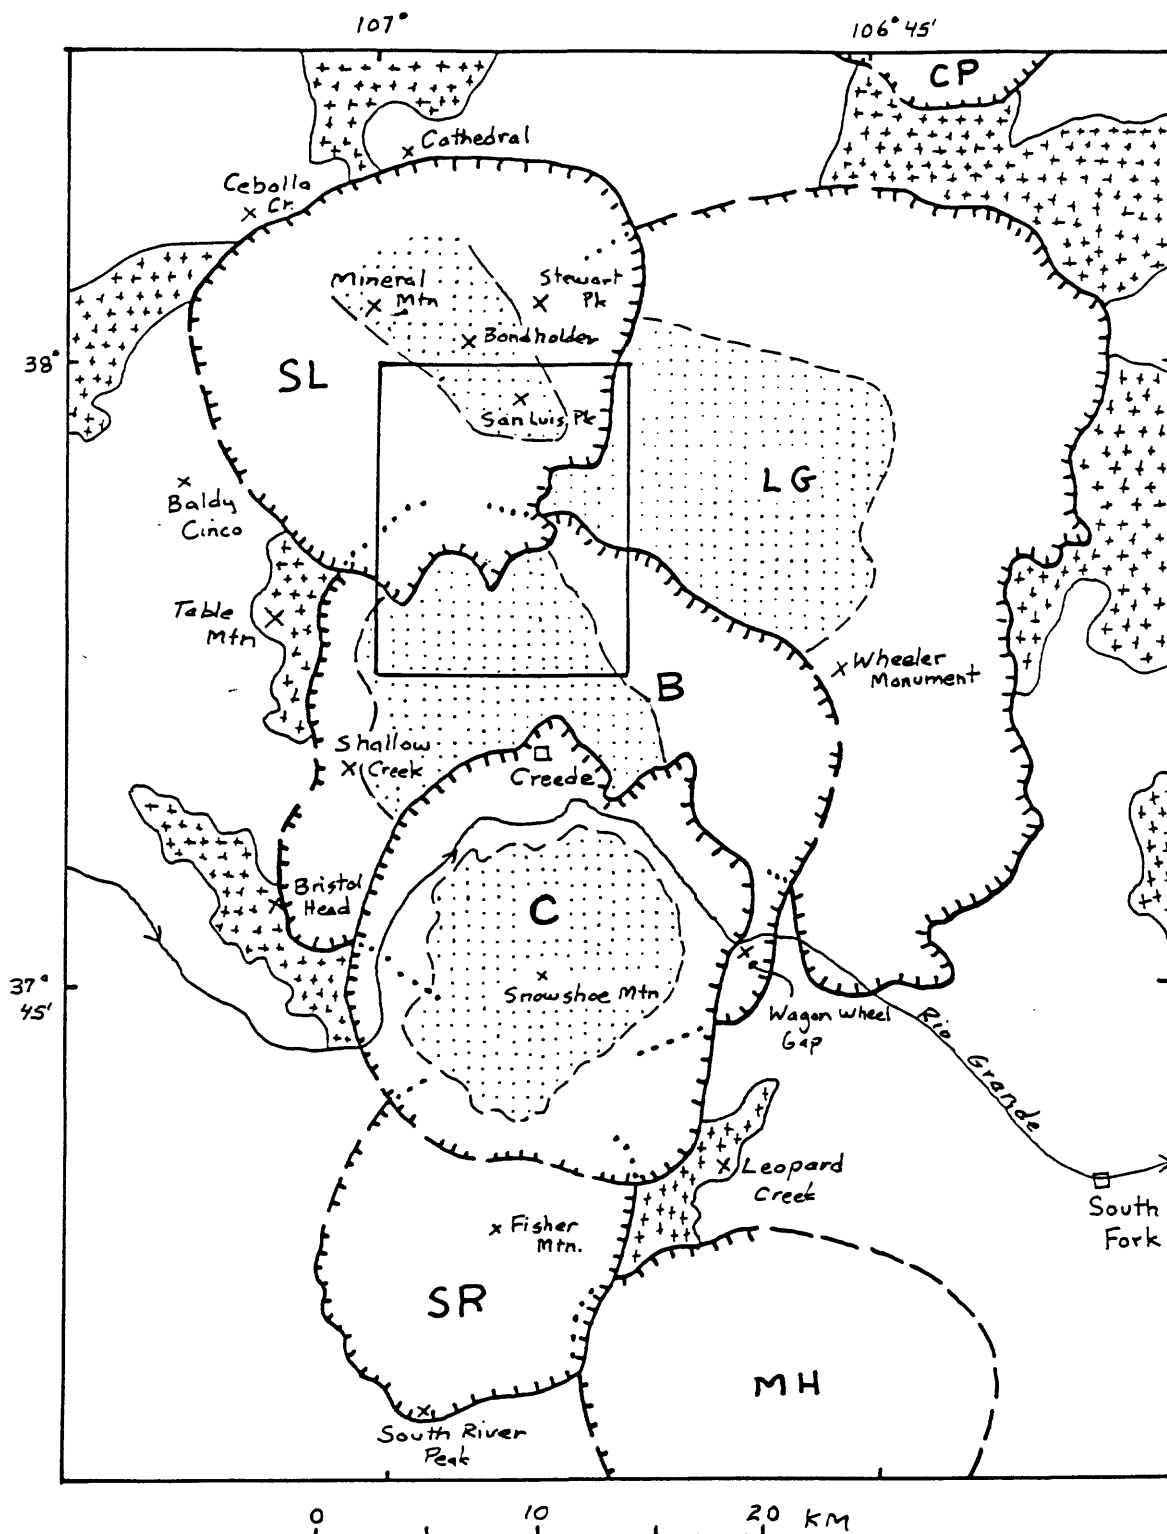 107°
106° 45'
CP
Cathedral
Cebolla
Cr.
Mineral
Mtn
Stewart
Pk
Bondholder
38°
SL
San Luis Pk
LG
Baldy
Cinco
Table
Mtn
Wheeler
Monument
B
Shallow
Creek
Creede
Bristol
Head
C
37°
45'
Snowshoe Mtn
Wagon Wheel
Gap
Rio Grande
Leopard
Creek
South
Fork
Fisher
Mtn.
SR
MH
South River
Peak
0 10 20 KM